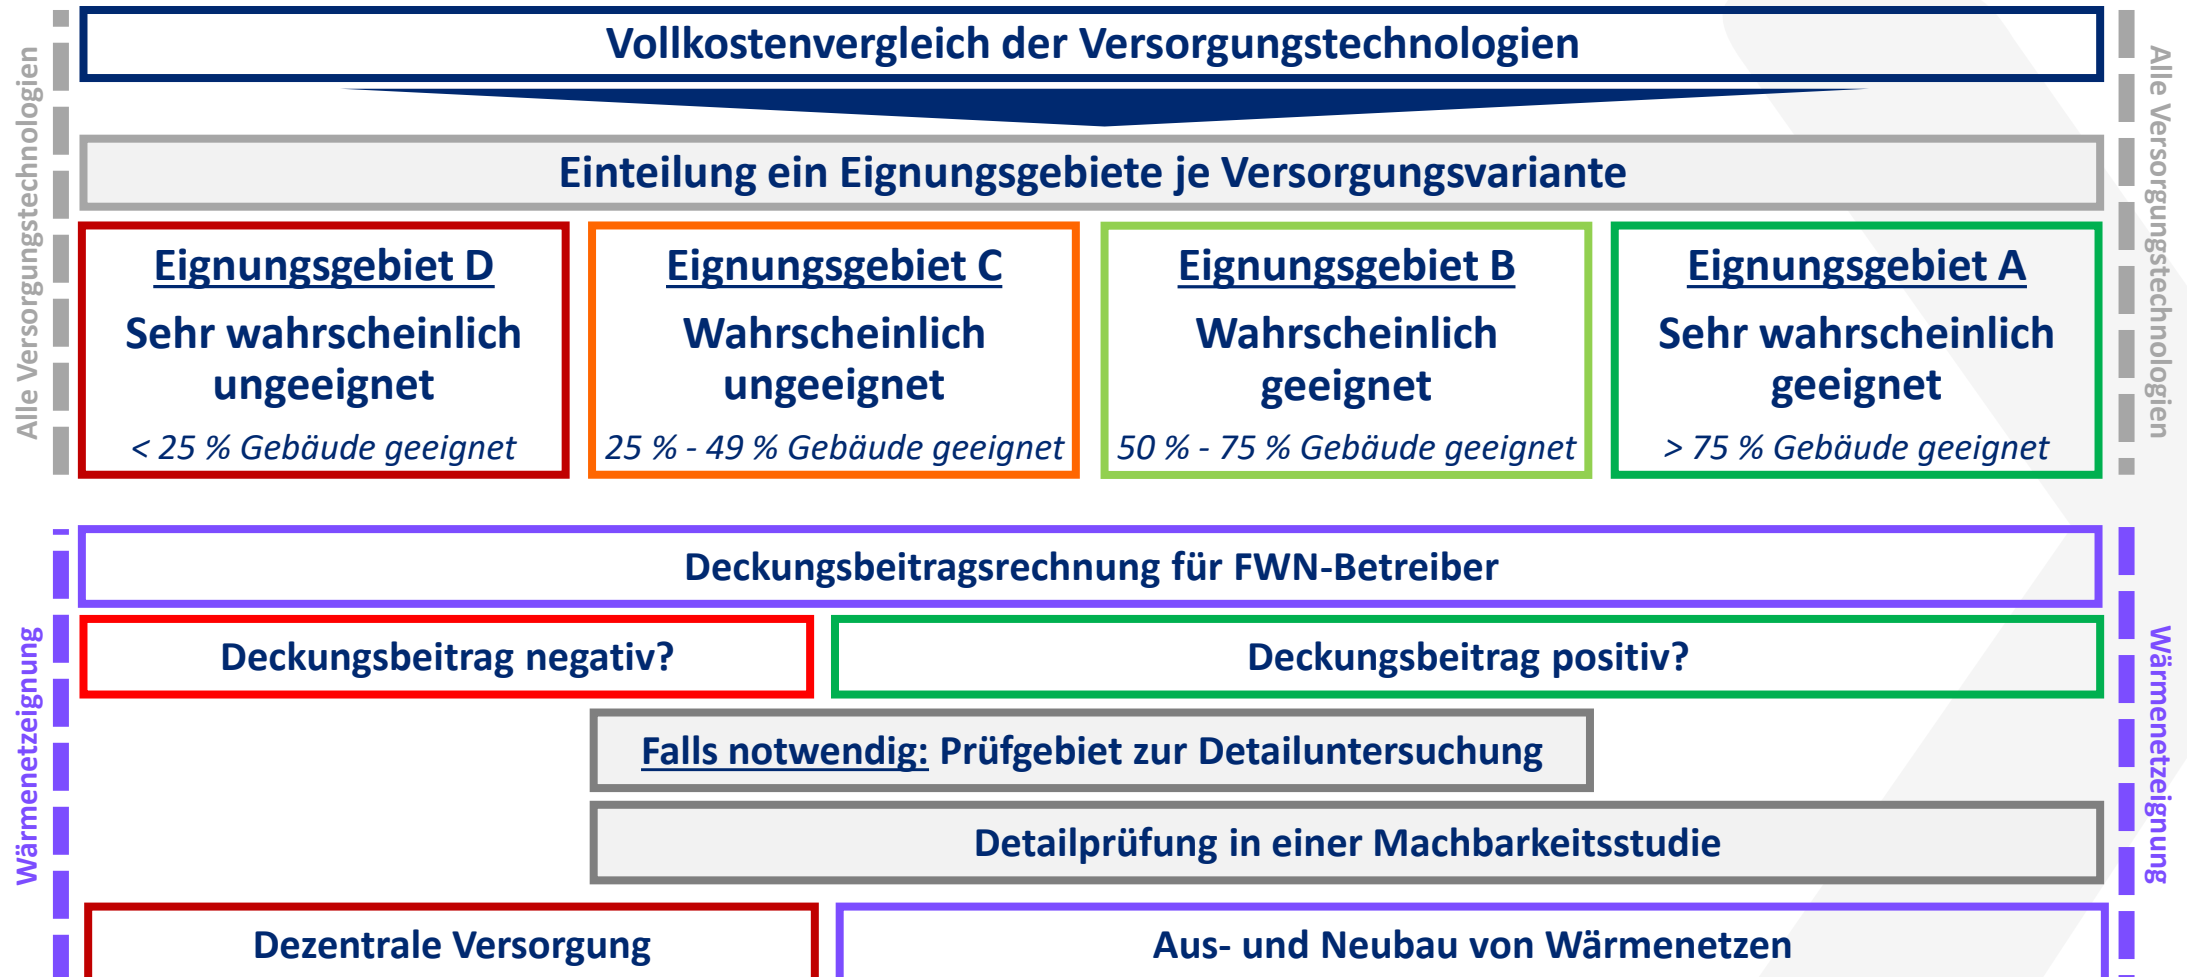 Vollkostenvergleich der Versorgungstechnologien
Alle Versorgungstechnologien
Alle Versorgungstechnologien
Einteilung ein Eignungsgebiete je Versorgungsvariante
Eignungsgebiet D
Sehr wahrscheinlich
ungeeignet
< 25 % Gebäude geeignet
Eignungsgebiet C
Wahrscheinlich
ungeeignet
25 % - 49 % Gebäude geeignet
Eignungsgebiet B
Wahrscheinlich
geeignet
50 % - 75 % Gebäude geeignet
Eignungsgebiet A
Sehr wahrscheinlich
geeignet
> 75 % Gebäude geeignet
Deckungsbeitragsrechnung für FWN-Betreiber
Wärmenetzeignung
Wärmenetzeignung
Deckungsbeitrag negativ?
Deckungsbeitrag positiv?
Falls notwendig: Prüfgebiet zur Detailuntersuchung
Detailprüfung in einer Machbarkeitsstudie
Dezentrale Versorgung
Aus- und Neubau von Wärmenetzen